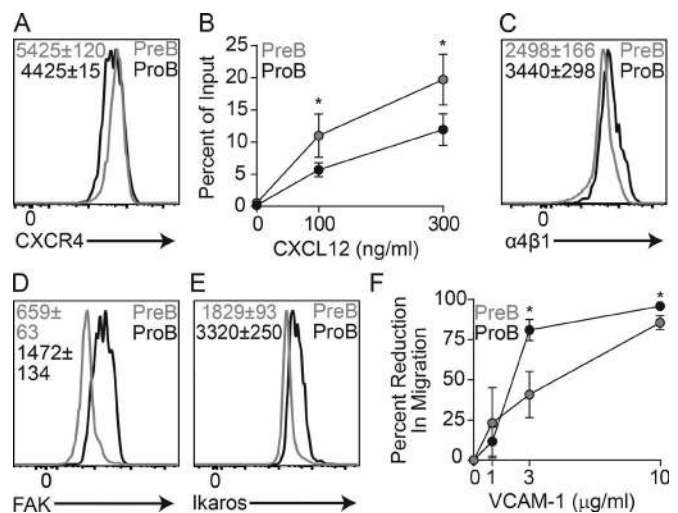 A
5425±120 PreB
4425±15 ProB
0
CXCR4
B
PreB
ProB
25
20
15
10
5
0
Percent of Input
*
*
0 100 300
CXCL12 (ng/ml)
C
2498±166 PreB
3440±298 ProB
0
α4β1
D
659± PreB
63 ProB
1472±
134
0
FAK
E
1829±93 PreB
3320±250 ProB
0
Ikaros
F
PreB
ProB
100
75
50
25
0
Percent Reduction
In Migration
*
*
0 1 3 10
VCAM-1 (µg/ml)